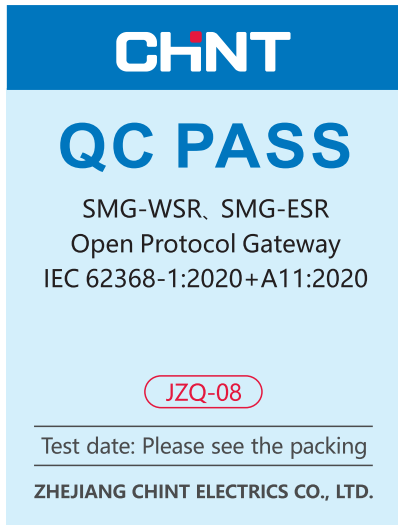 CHINT
QC PASS
SMG-WSR、SMG-ESR
Open Protocol Gateway
IEC 62368-1:2020+A11:2020
JZQ-08
Test date: Please see the packing
ZHEJIANG CHINT ELECTRICS CO., LTD.